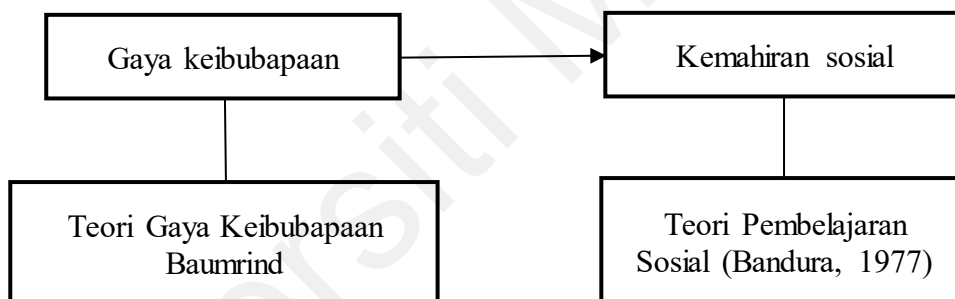 Gaya keibubapaan
Kemahiran sosial
Teori Gaya Keibubapaan
Baumrind
Teori Pembelajaran
Sosial (Bandura, 1977)